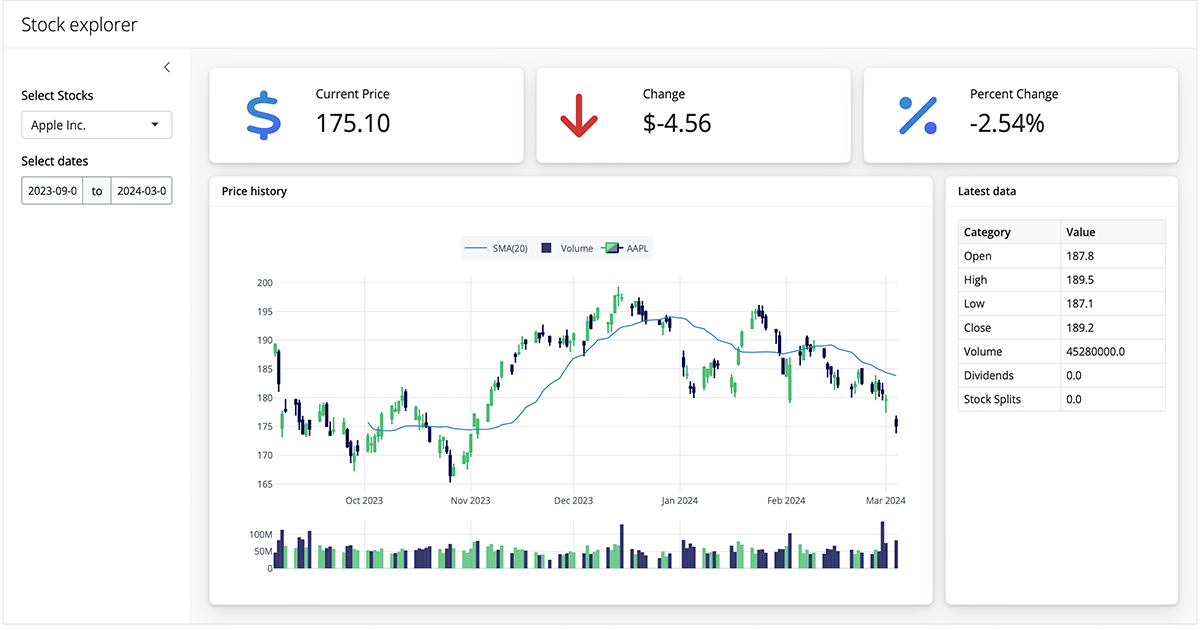 Stock explorer
Select Stocks
Apple Inc.
Select dates
2023-09-0 to 2024-03-0
Current Price
175.10
Change
$-4.56
Percent Change
-2.54%
Price history
SMA(20) Volume AAPL
200
195
190
185
180
175
170
165
Oct 2023 Nov 2023 Dec 2023 Jan 2024 Feb 2024 Mar 2024
100M
50M
0
Latest data
Category Value
Open 187.8
High 189.5
Low 187.1
Close 189.2
Volume 45280000.0
Dividends 0.0
Stock Splits 0.0